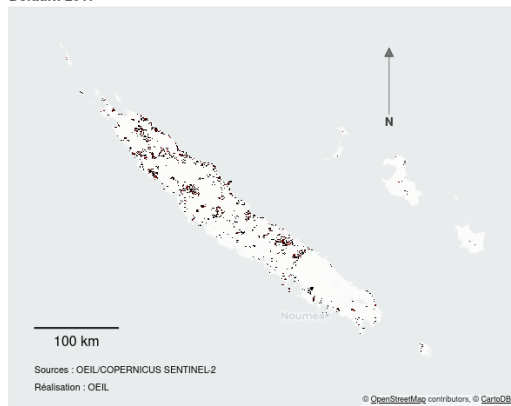 N
Nouméa
100 km
Sources : OEIL/COPERNICUS SENTINEL-2
Réalisation : OEIL
© OpenStreetMap contributors, © CartoDB